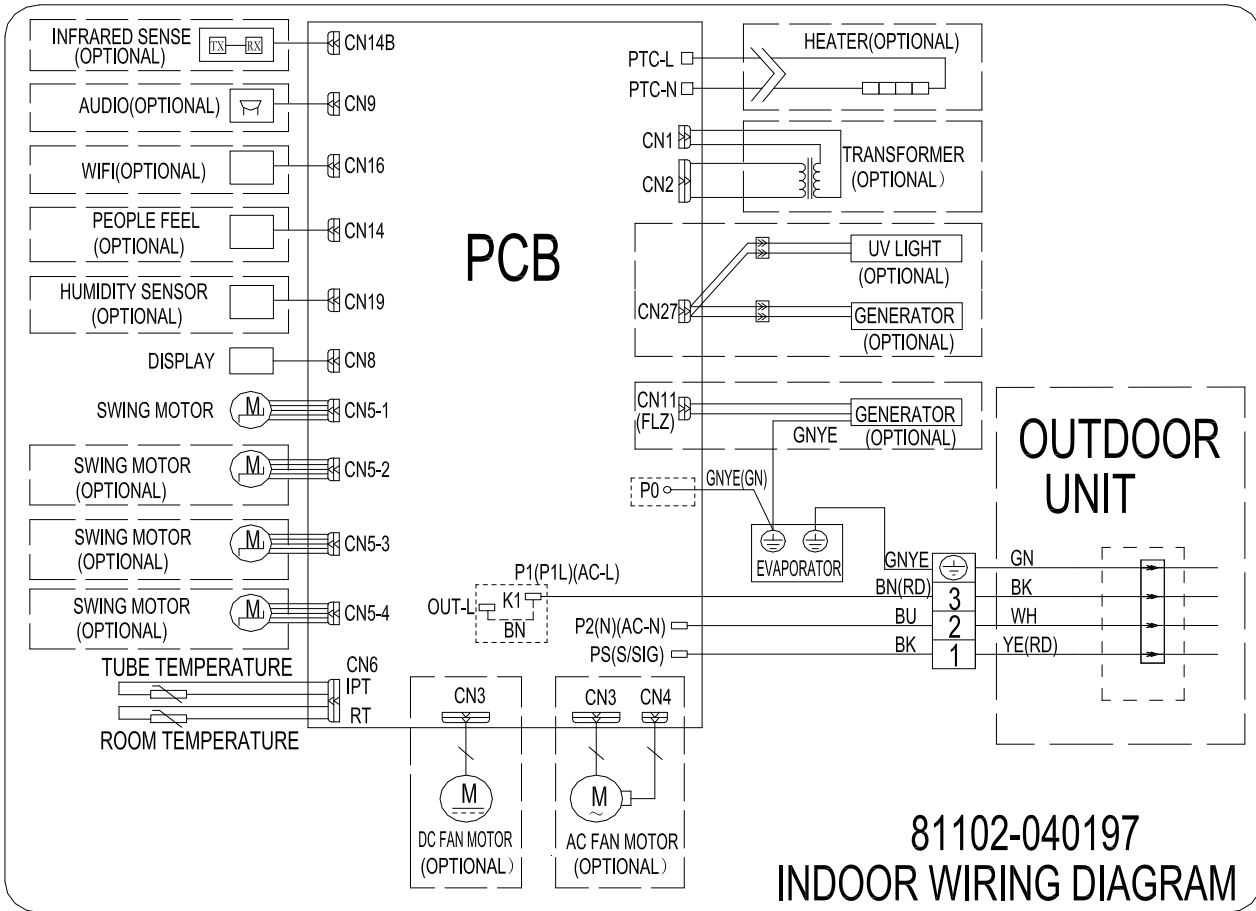 INFRARED SENSE
(OPTIONAL)
TX RX
CN14B
AUDIO(OPTIONAL)
CN9
WIFI(OPTIONAL)
CN16
PEOPLE FEEL
(OPTIONAL)
CN14
HUMIDITY SENSOR
(OPTIONAL)
CN19
DISPLAY
CN8
SWING MOTOR
M
CN5-1
SWING MOTOR
(OPTIONAL)
M
CN5-2
SWING MOTOR
(OPTIONAL)
M
CN5-3
SWING MOTOR
(OPTIONAL)
M
CN5-4
TUBE TEMPERATURE
CN6
IPT
RT
ROOM TEMPERATURE
PCB
PTC-L
PTC-N
HEATER(OPTIONAL)
CN1
CN2
TRANSFORMER
(OPTIONAL)
CN27
UV LIGHT
(OPTIONAL)
GENERATOR
(OPTIONAL)
CN11
(FLZ)
GENERATOR
(OPTIONAL)
GNYE
P0
GNYE(GN)
EVAPORATOR
P1(P1L)(AC-L)
OUT-L
K1
BN
P2(N)(AC-N)
PS(S/SIG)
GNYE
BN(RD)
BU
BK
3
2
1
GN
BK
WH
YE(RD)
OUTDOOR
UNIT
CN3
M
DC FAN MOTOR
(OPTIONAL)
CN3
CN4
M
~
AC FAN MOTOR
(OPTIONAL)
81102-040197
INDOOR WIRING DIAGRAM